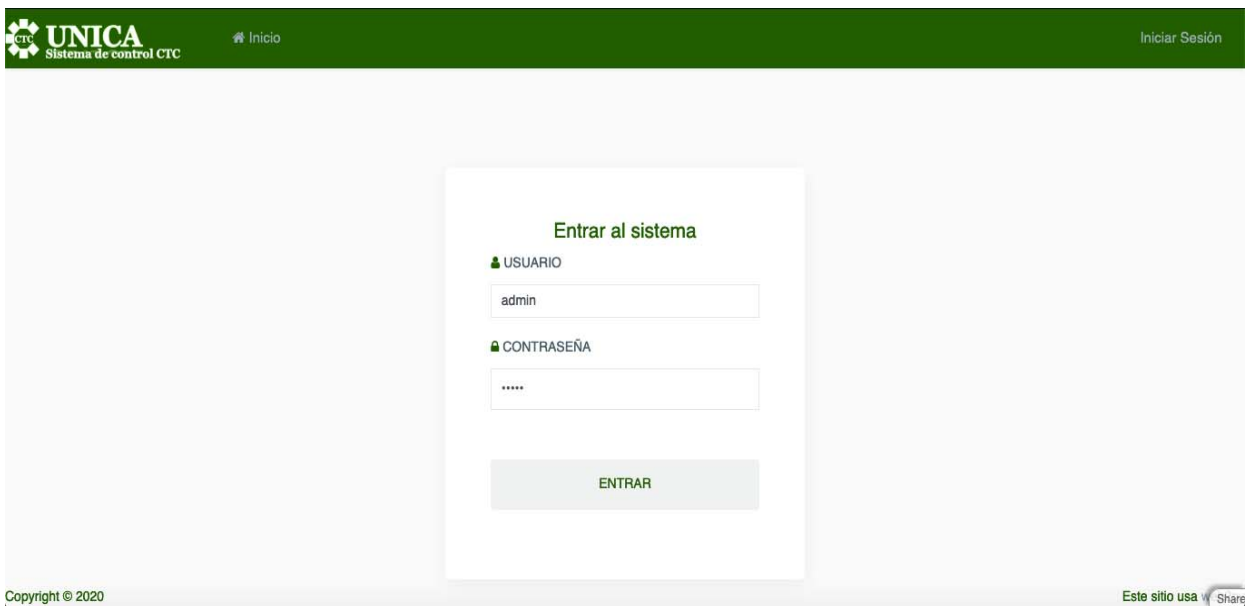 CTC UNICA
Sistema de control CTC
Inicio
Iniciar Sesión
Entrar al sistema
USUARIO
admin
CONTRASEÑA
•••••
ENTRAR
Copyright © 2020
Este sitio usa
Share